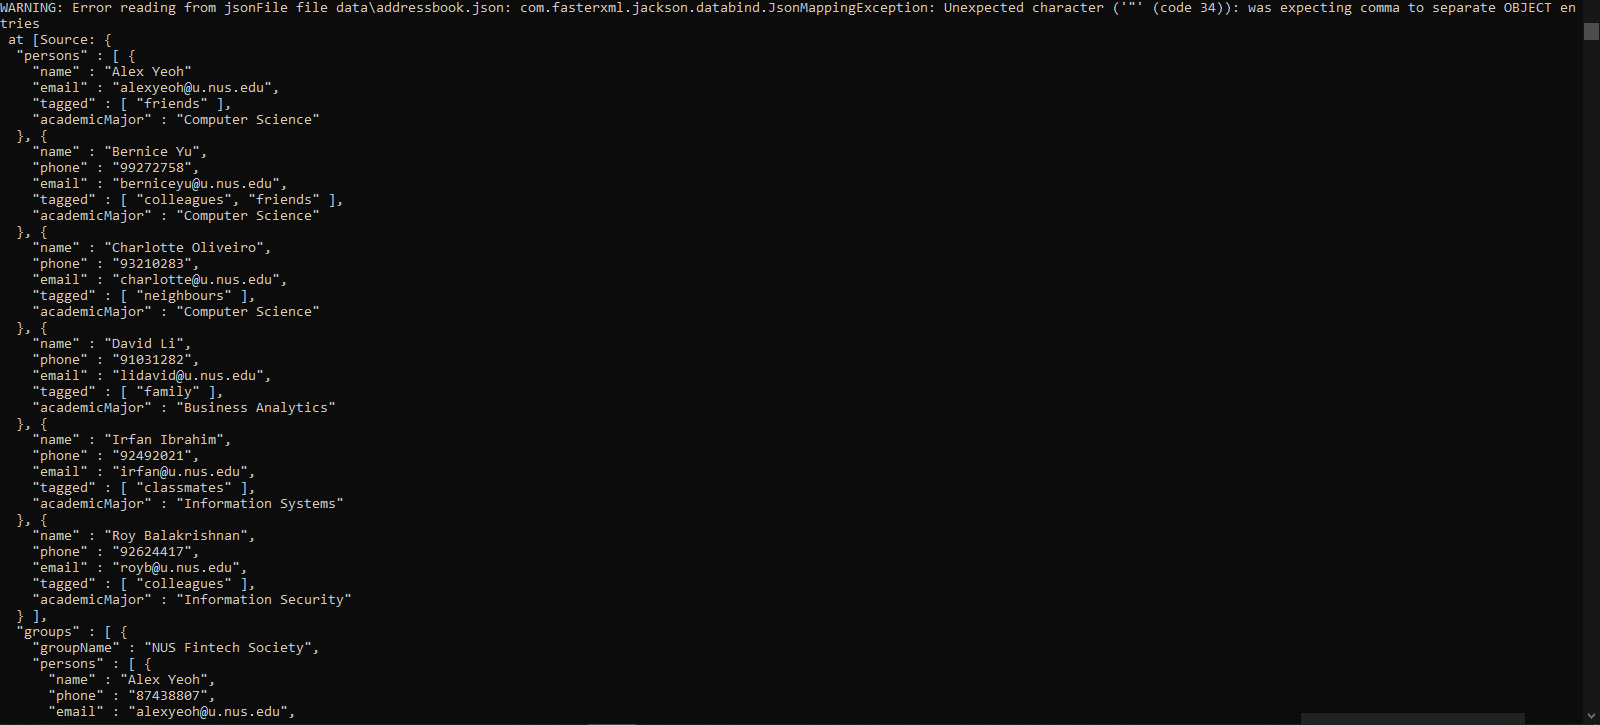 WARNING: Error reading from jsonFile file data\addressbook.json: com.fasterxml.jackson.databind.JsonMappingException: Unexpected character ('"' (code 34)): was expecting comma to separate OBJECT en
tries
 at [Source: {
  "persons" : [ {
    "name" : "Alex Yeoh"
    "email" : "alexyeoh@u.nus.edu",
    "tagged" : [ "friends" ],
    "academicMajor" : "Computer Science"
  }, {
    "name" : "Bernice Yu",
    "phone" : "99272758",
    "email" : "berniceyu@u.nus.edu",
    "tagged" : [ "colleagues", "friends" ],
    "academicMajor" : "Computer Science"
  }, {
    "name" : "Charlotte Oliveiro",
    "phone" : "93210283",
    "email" : "charlotte@u.nus.edu",
    "tagged" : [ "neighbours" ],
    "academicMajor" : "Computer Science"
  }, {
    "name" : "David Li",
    "phone" : "91031282",
    "email" : "lidavid@u.nus.edu",
    "tagged" : [ "family" ],
    "academicMajor" : "Business Analytics"
  }, {
    "name" : "Irfan Ibrahim",
    "phone" : "92492021",
    "email" : "irfan@u.nus.edu",
    "tagged" : [ "classmates" ],
    "academicMajor" : "Information Systems"
  }, {
    "name" : "Roy Balakrishnan",
    "phone" : "92624417",
    "email" : "royb@u.nus.edu",
    "tagged" : [ "colleagues" ],
    "academicMajor" : "Information Security"
  } ],
  "groups" : [ {
    "groupName" : "NUS Fintech Society",
    "persons" : [ {
      "name" : "Alex Yeoh",
      "phone" : "87438807",
      "email" : "alexyeoh@u.nus.edu",